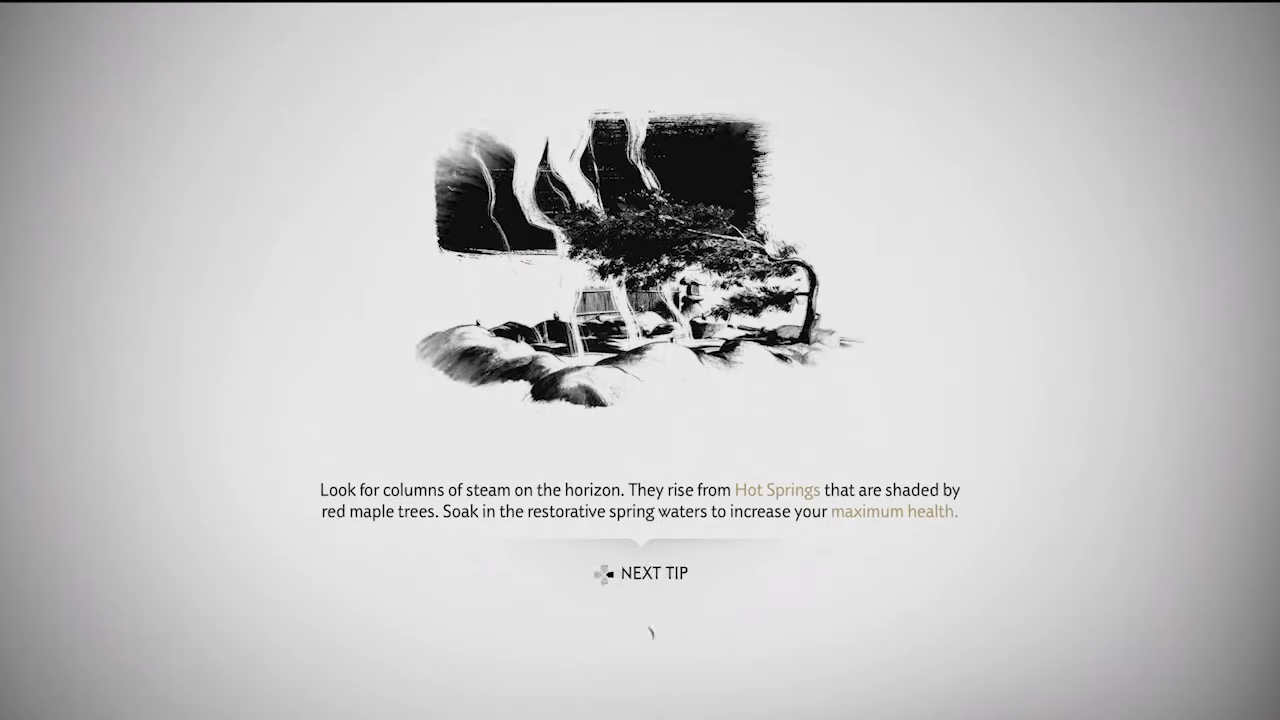 Look for columns of steam on the horizon. They rise from Hot Springs that are shaded by
red maple trees. Soak in the restorative spring waters to increase your maximum health.
NEXT TIP